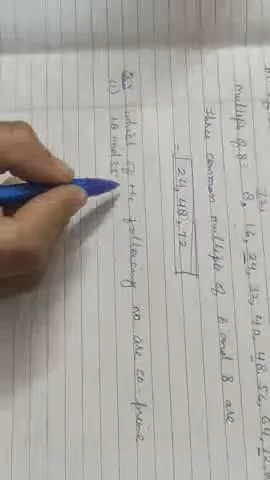 multiple of 8 = 8, 16, 24, 32, 40, 48, 56, 64, 72,
Three common multiple of 6 and 8 are
= 24, 48, 72
which of the following no are co-prime
(i) 18 and 35